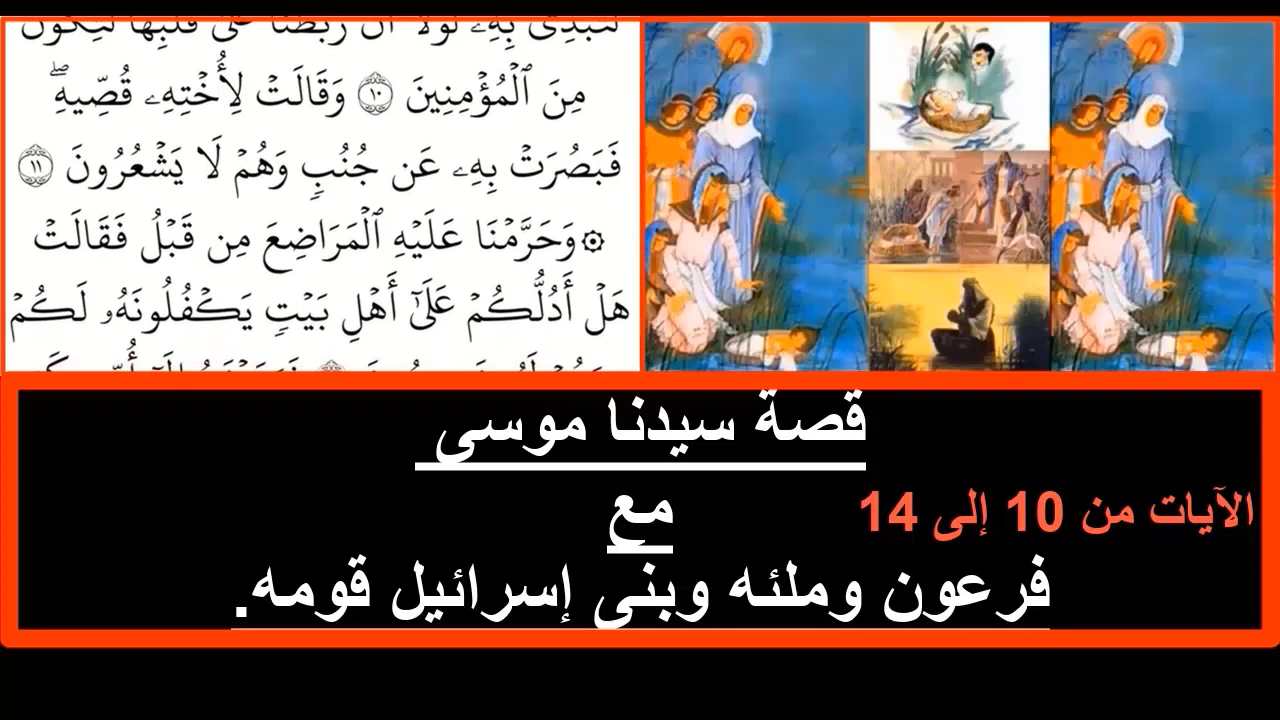 لَتُبْدِى بِهِۦ لَوْلَآ أَن رَّبَطْنَا عَلَىٰ قَلْبِهَا لِتَكُونَ
مِنَ ٱلْمُؤْمِنِينَ ١٠ وَقَالَتْ لِأُخْتِهِۦ قُصِّيهِ ۖ
فَبَصُرَتْ بِهِۦ عَن جُنُبٍ وَهُمْ لَا يَشْعُرُونَ ١١
۞ وَحَرَّمْنَا عَلَيْهِ ٱلْمَرَاضِعَ مِن قَبْلُ فَقَالَتْ
هَلْ أَدُلُّكُمْ عَلَىٰٓ أَهْلِ بَيْتٍ يَكْفُلُونَهُۥ لَكُمْ
قصة سيدنا موسى
مع
الآيات من 10 إلى 14
فرعون وملئه وبنى إسرائيل قومه.